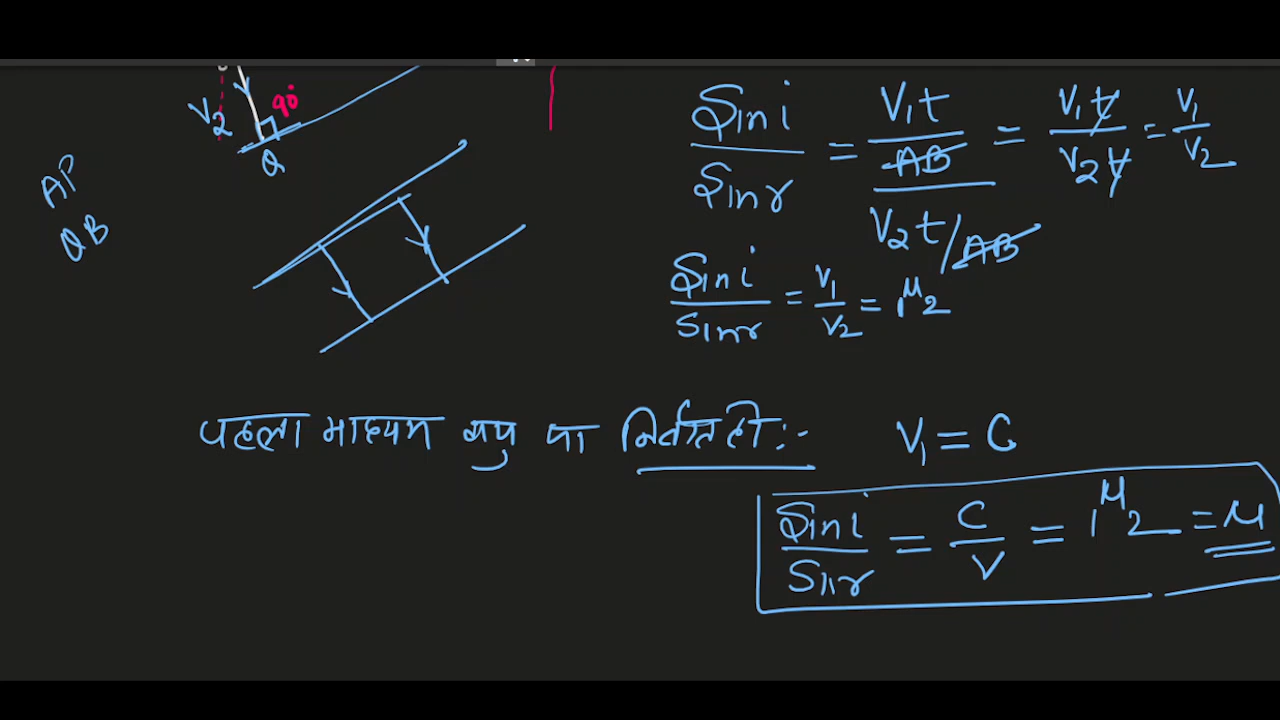 V₂ 90°
Q
AP
QB
Sin i / Sin r = (V₁t / AB) / (V₂t / AB) = V₁t / V₂t = V₁ / V₂
Sin i / Sin r = V₁ / V₂ = ₁μ₂
पहला माध्यम वायु या निर्वात हो :- V₁ = C
Sin i / Sin r = C / V = ₁μ₂ = μ